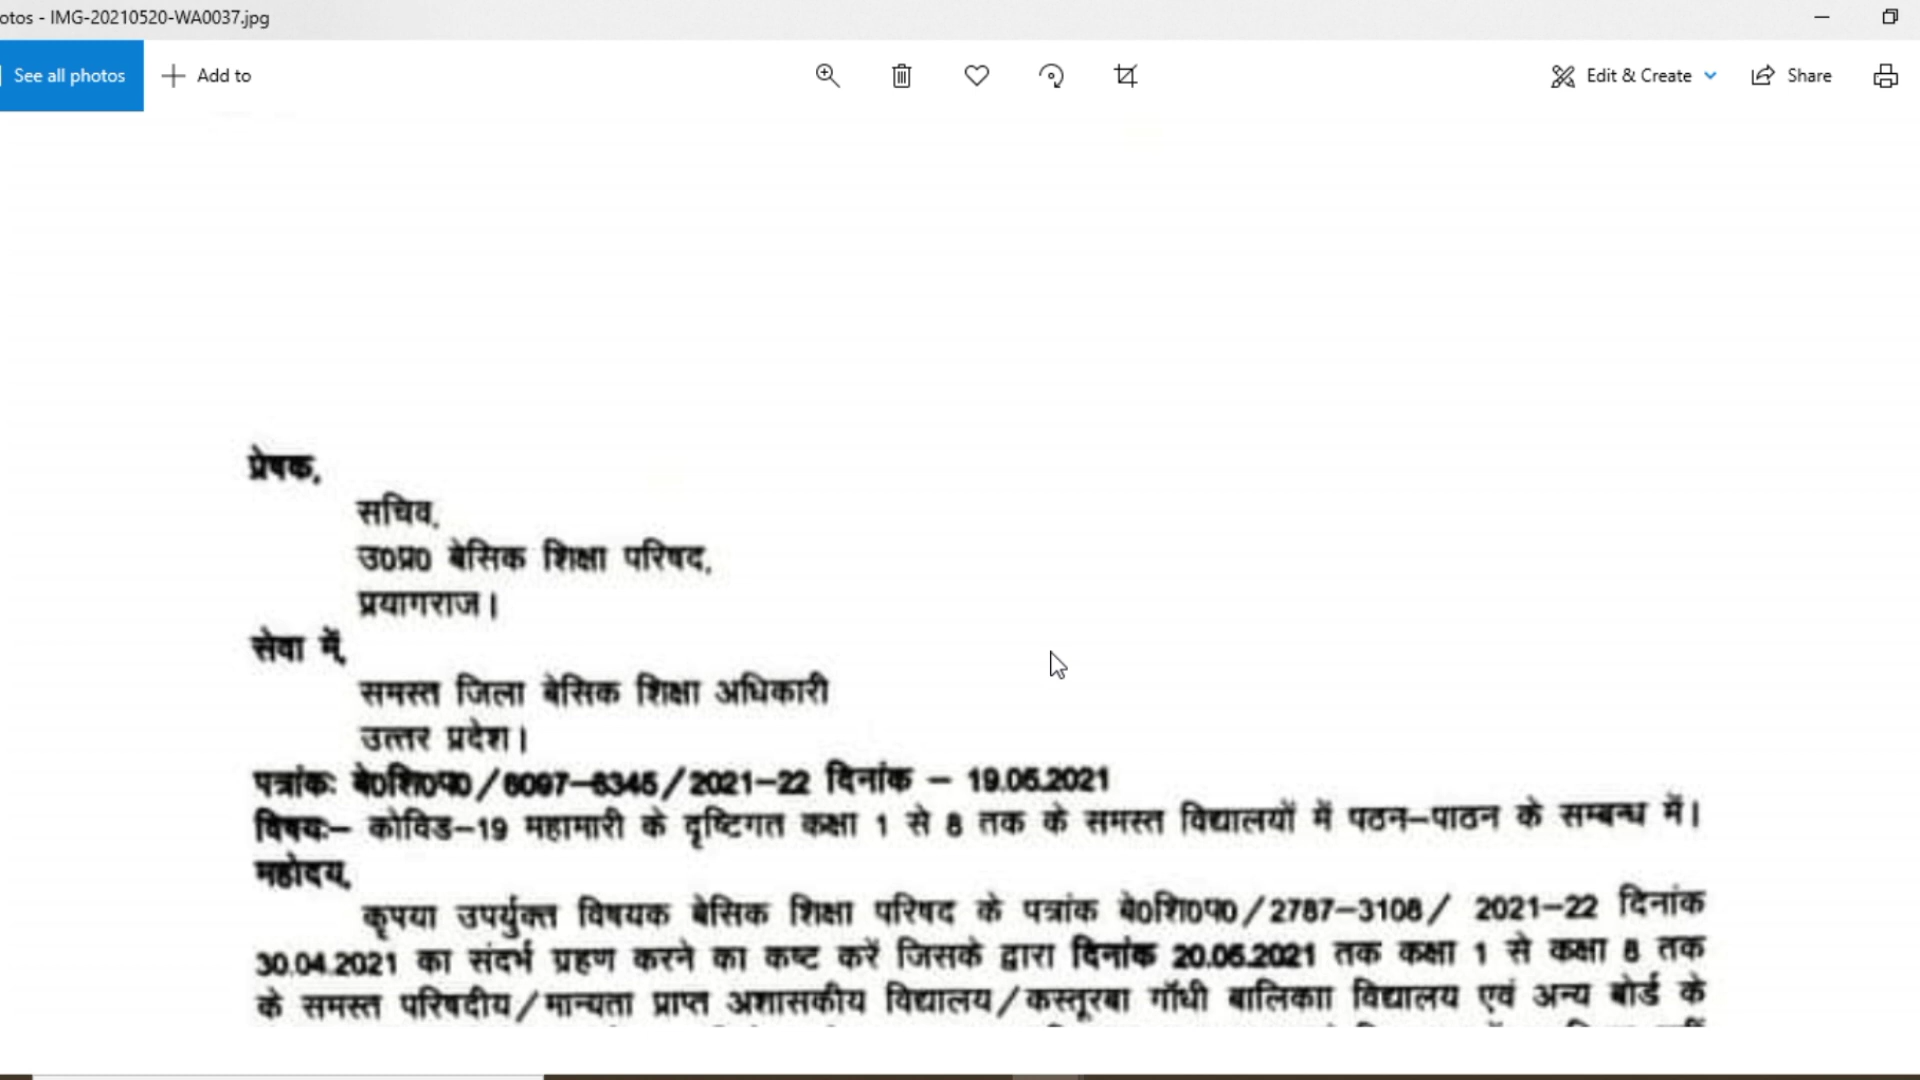 otos - IMG-20210520-WA0037.jpg
See all photos
Add to
Edit & Create
Share
प्रेषक,
सचिव,
उ0प्र0 बेसिक शिक्षा परिषद,
प्रयागराज।
सेवा में,
समस्त जिला बेसिक शिक्षा अधिकारी
उत्तर प्रदेश।
पत्रांकः बे0शि0प0/6097–6345/2021–22 दिनांक – 19.05.2021
विषयः– कोविड–19 महामारी के दृष्टिगत कक्षा 1 से 8 तक के समस्त विद्यालयों में पठन–पाठन के सम्बन्ध में।
महोदय,
कृपया उपर्युक्त विषयक बेसिक शिक्षा परिषद के पत्रांक बे0शि0प0/2787–3108/ 2021–22 दिनांक
30.04.2021 का संदर्भ ग्रहण करने का कष्ट करें जिसके द्वारा दिनांक 20.05.2021 तक कक्षा 1 से कक्षा 8 तक
के समस्त परिषदीय/मान्यता प्राप्त अशासकीय विद्यालय/कस्तूरबा गॉधी बालिकाा विद्यालय एवं अन्य बोर्ड के